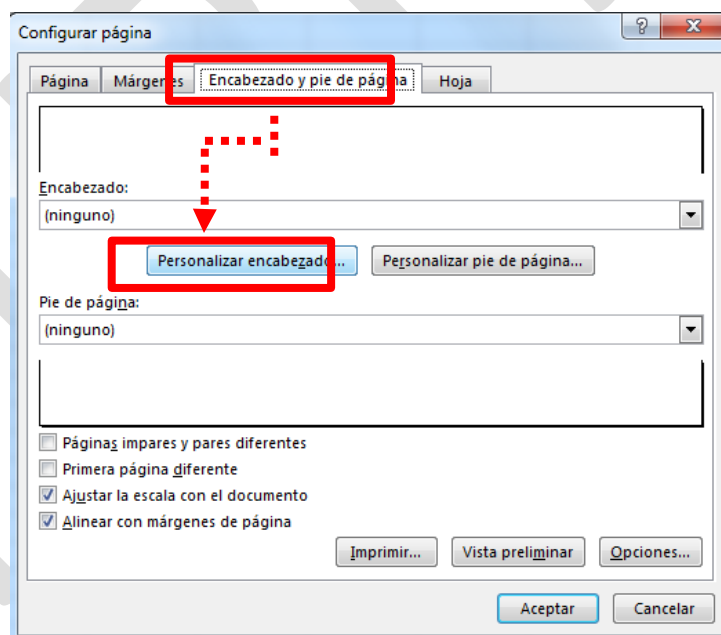 Configurar página
Página Márgenes Encabezado y pie de página Hoja
Encabezado:
(ninguno)
Personalizar encabezado... Personalizar pie de página...
Pie de página:
(ninguno)
Páginas impares y pares diferentes
Primera página diferente
Ajustar la escala con el documento
Alinear con márgenes de página
Imprimir... Vista preliminar Opciones...
Aceptar Cancelar